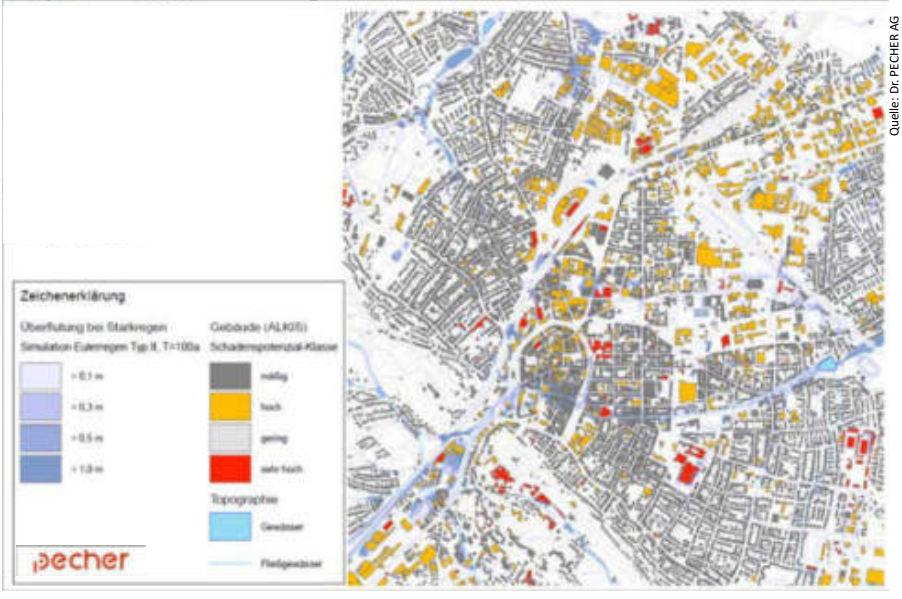 Quelle: Dr. PECHER AG
Zeichenerklärung
Überflutung bei Starkregen
Simulation Eulerregen Typ II, T=100a
> 0,1 m
> 0,3 m
> 0,5 m
> 1,0 m
Gebäude (ALKIS)
Schadenspotenzial-Klasse
mäßig
hoch
gering
sehr hoch
Topographie
Gewässer
Fließgewässer
pecher